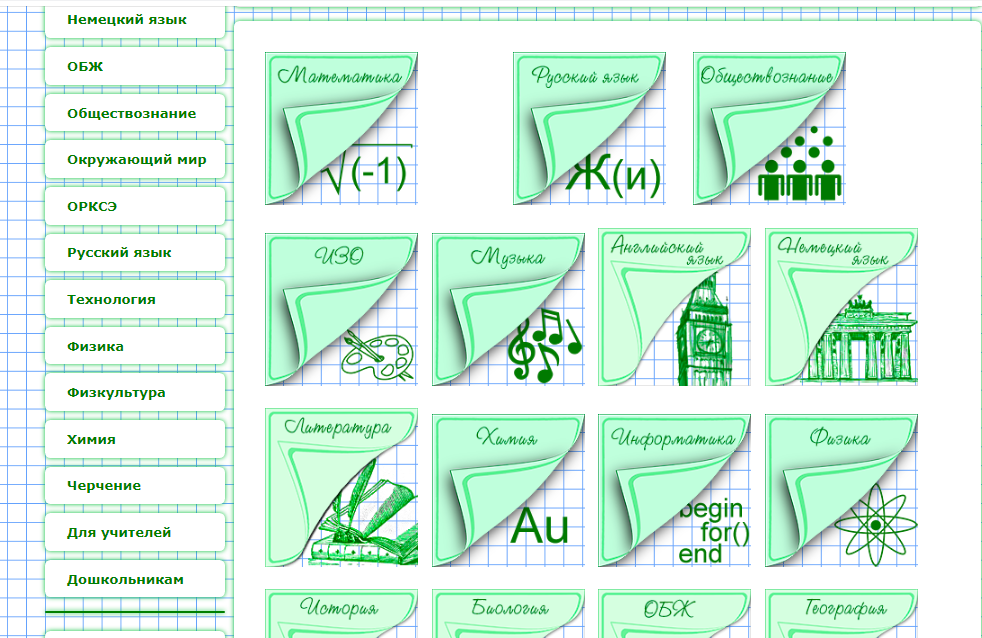 Немецкий язык
ОБЖ
Обществознание
Окружающий мир
ОРКСЭ
Русский язык
Технология
Физика
Физкультура
Химия
Черчение
Для учителей
Дошкольникам
Математика
√(-1)
Русский язык
Ж(и)
Обществознание
ИЗО
Музыка
Английский
язык
Немецкий
язык
Литература
Химия
Au
Информатика
begin
for()
end
Физика
История
Биология
ОБЖ
География